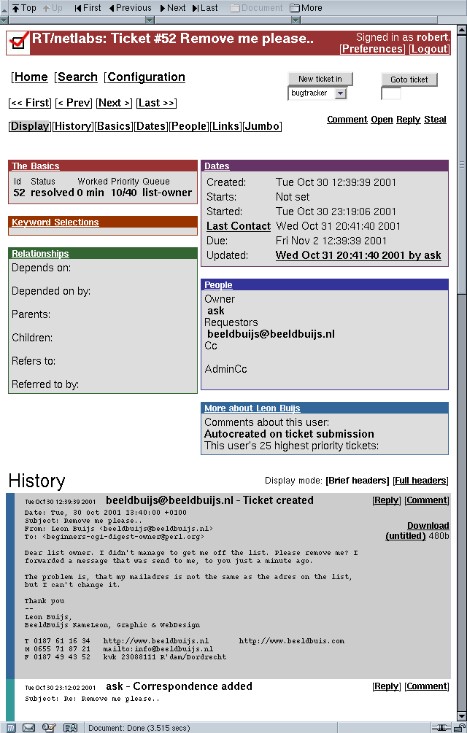 Top Up First Previous Next Last Document More
RT/netlabs: Ticket #52 Remove me please..
Signed in as robert
[Preferences] [Logout]
[Home [Search [Configuration
New ticket in
Goto ticket
bugtracker
[<< First] [< Prev] [Next >] [Last >>]
Comment Open Reply Steal
[Display][History][Basics][Dates][People][Links][Jumbo]
The Basics
Id Status Worked Priority Queue
52 resolved 0 min 10/40 list-owner
Keyword Selections
Relationships
Depends on:
Depended on by:
Parents:
Children:
Refers to:
Referred to by:
Dates
Created: Tue Oct 30 12:39:39 2001
Starts: Not set
Started: Tue Oct 30 23:19:06 2001
Last Contact Wed Oct 31 20:41:40 2001
Due: Fri Nov 2 12:39:39 2001
Updated: Wed Oct 31 20:41:40 2001 by ask
People
Owner
ask
Requestors
beeldbuijs@beeldbuijs.nl
Cc
AdminCc
More about Leon Buijs
Comments about this user:
Autocreated on ticket submission
This user's 25 highest priority tickets:
History
Display mode: [Brief headers] [Full headers]
Tue Oct 30 12:39:39 2001 beeldbuijs@beeldbuijs.nl - Ticket created [Reply] [Comment]
Date: Tue, 30 Oct 2001 13:40:00 +0100
Subject: Remove me please..
From: Leon Buijs <beeldbuijs@beeldbuijs.nl>
To: <beginners-cgi-digest-owner@perl.org>
Download
(untitled) 480b
Dear list owner. I didn't manage to get me off the list. Please remove me? I
forwarded a message that was send to me, to you just a minute ago.
The problem is, that my mailadres is not the same as the adres on the list,
but I can't change it.
Thank you
--
Leon Buijs,
BeeldBuijs KameLeon, Graphic & WebDesign
T 0187 61 16 34 http://www.beeldbuijs.nl http://www.beeldbuis.com
M 0655 71 87 21 mailto:info@beeldbuijs.nl
F 0187 49 43 52 kvk 23088111 R'dam/Dordrecht
Tue Oct 30 23:12:02 2001 ask - Correspondence added [Reply] [Comment]
Subject: Re: Remove me please..
Document: Done (3.515 secs)